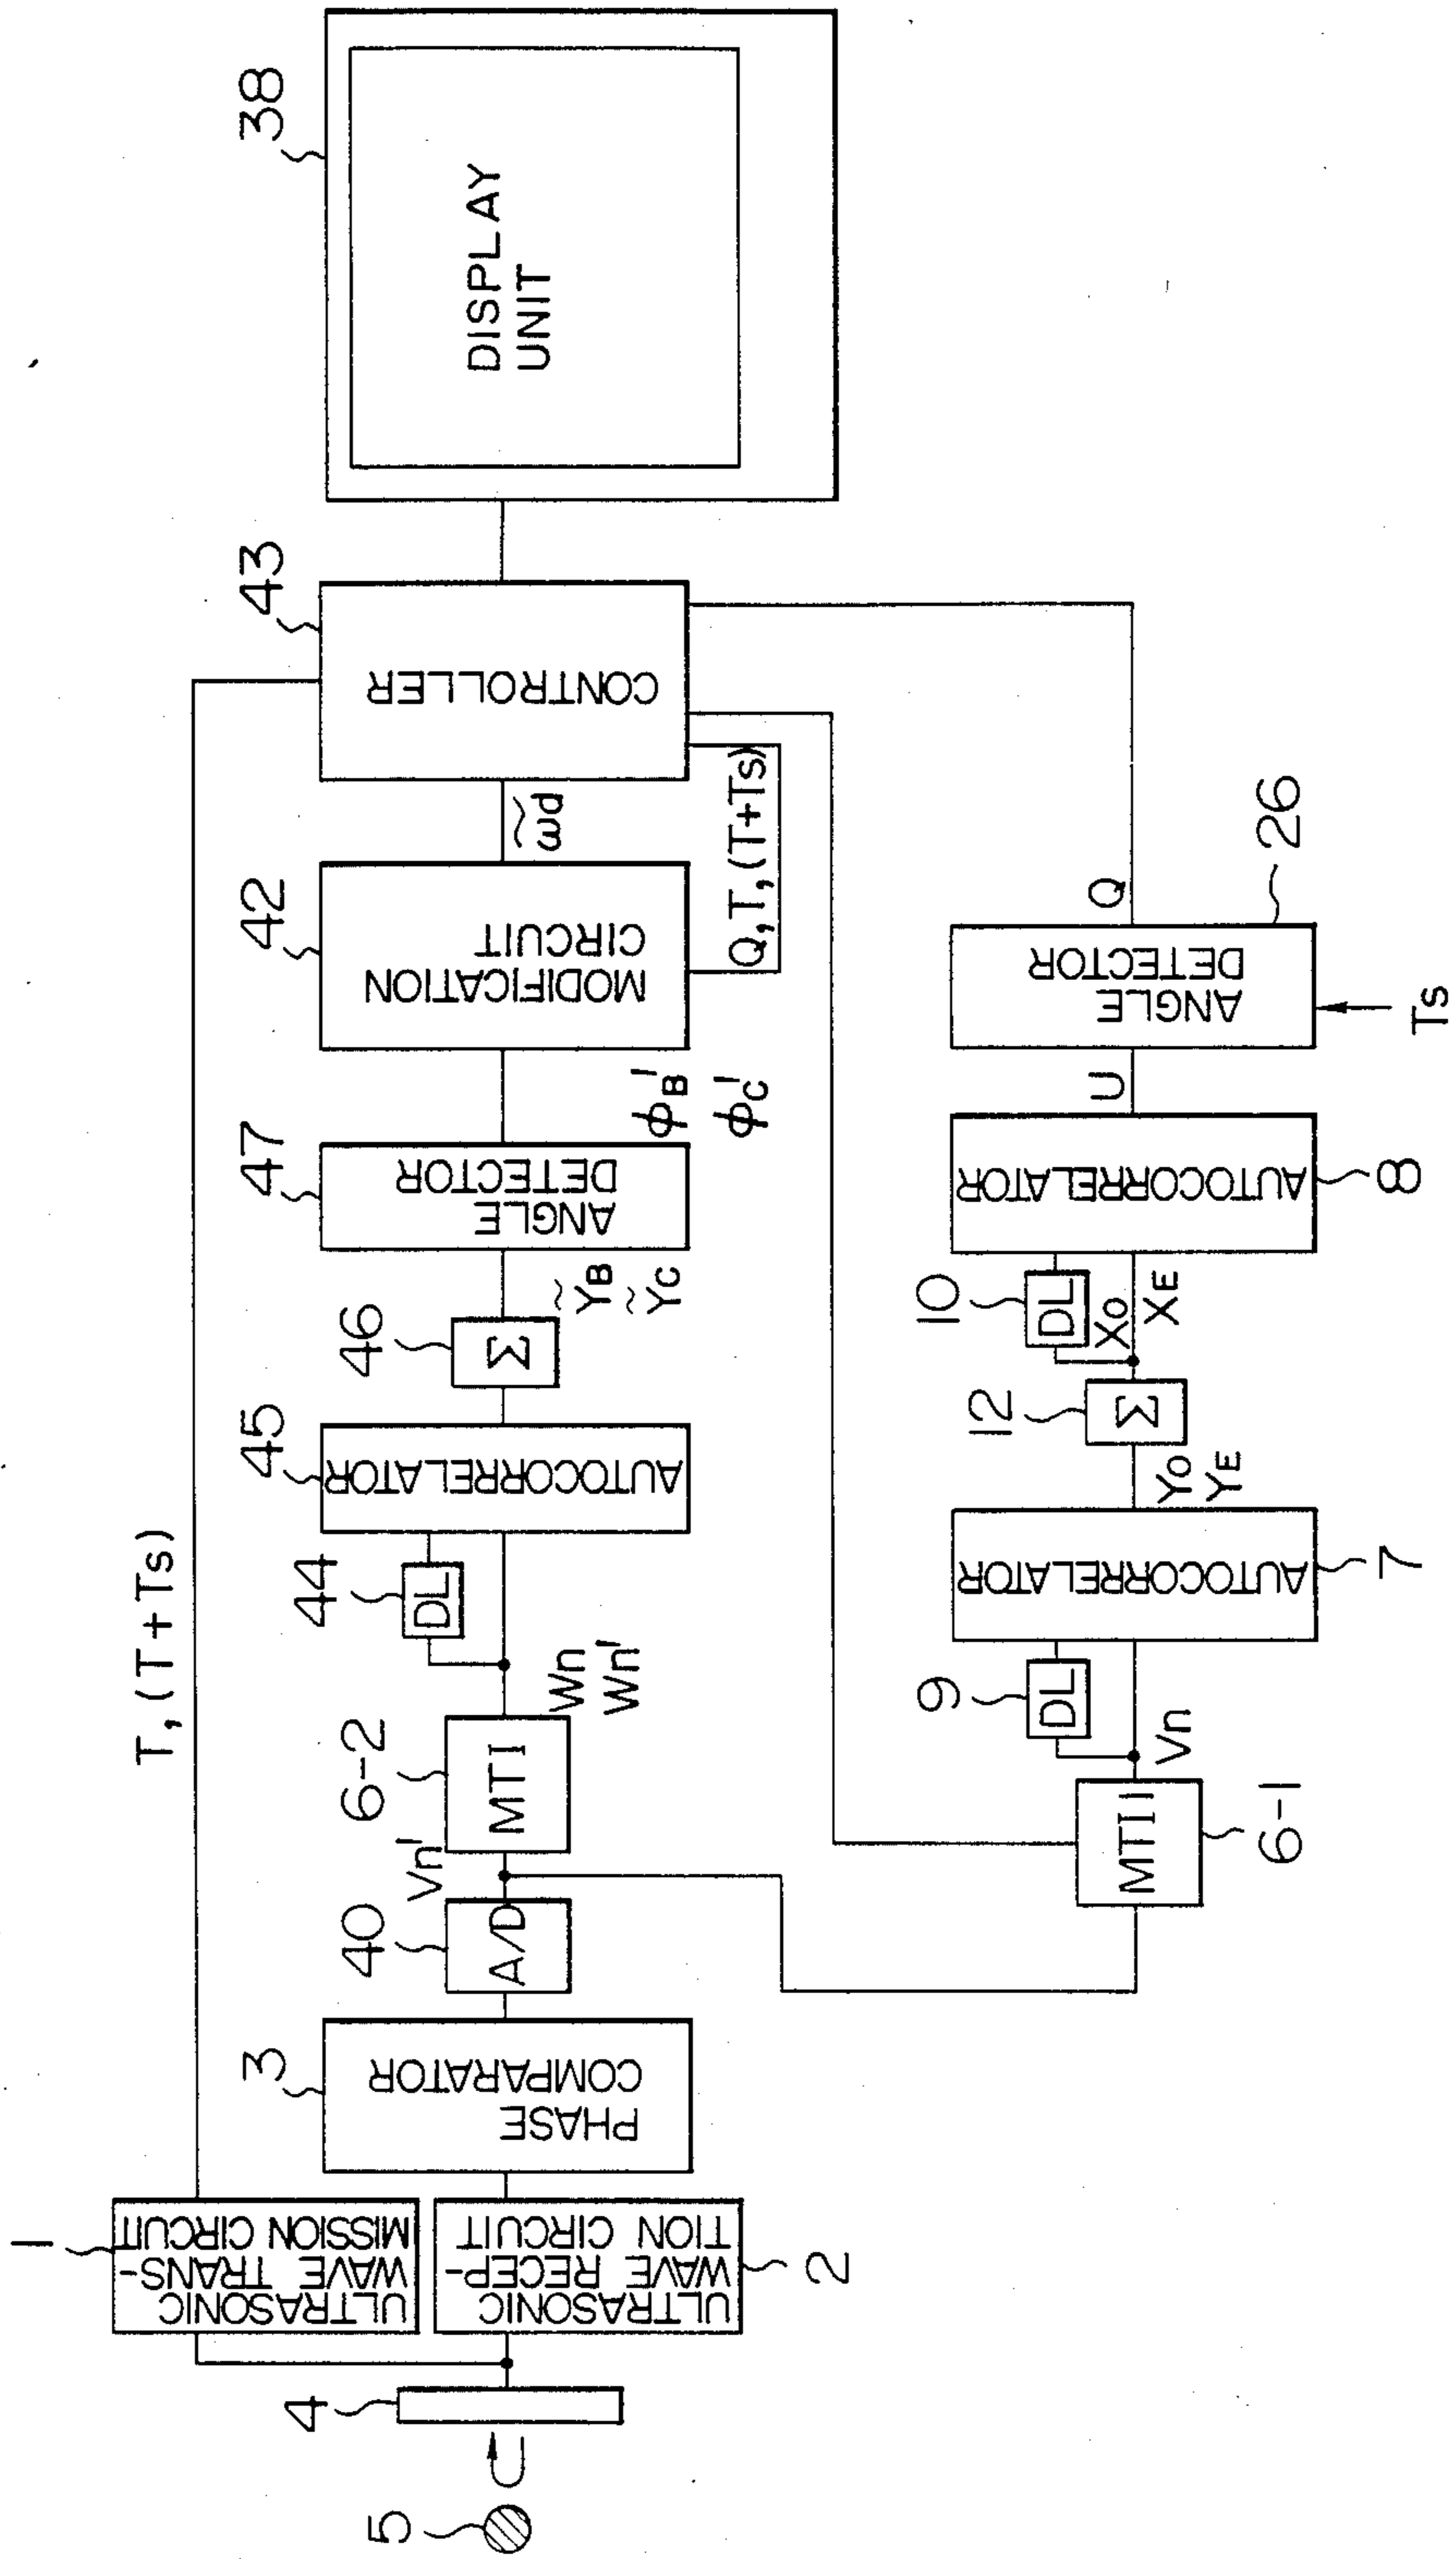 1
ULTRASONIC
WAVE TRANS-
MISSION CIRCUIT
T, (T+Ts)
2
ULTRASONIC
WAVE RECEP-
TION CIRCUIT
4
5
3
PHASE
COMPARATOR
40
A/D
Vn'
6-2
MTI
Wn
Wn'
44
DL
45
AUTOCORRELATOR
46
Σ
ỸB
ỸC
47
ANGLE
DETECTOR
ϕB'
ϕC'
42
MODIFICATION
CIRCUIT
ω̃d
Q, T, (T+Ts)
43
CONTROLLER
38
DISPLAY
UNIT
6-1
MTI
Vn
9
DL
7
AUTOCORRELATOR
YO
YE
12
Σ
10
DL
XO
XE
8
AUTOCORRELATOR
U
26
ANGLE
DETECTOR
Ts
Q